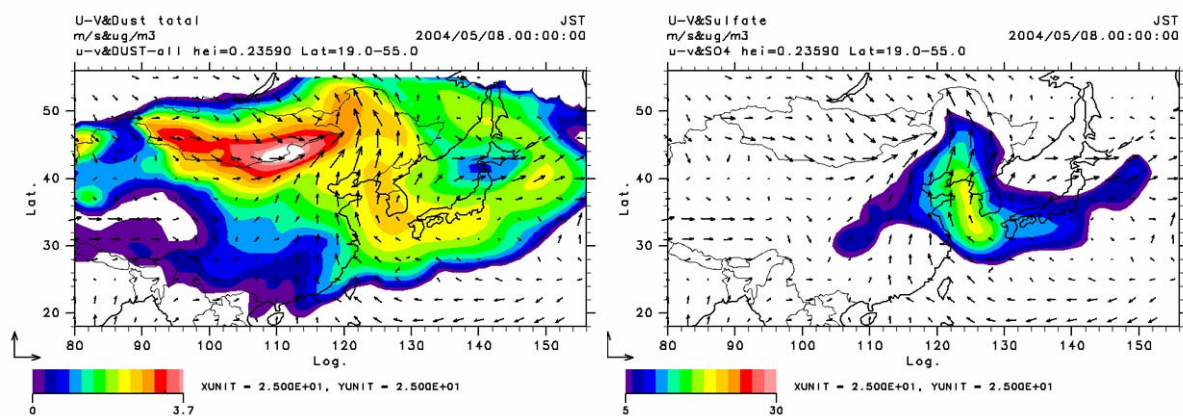 U-V&Dust tatal JST
m/s&ug/m3 2004/05/08.00:00:00
u-v&DUST-all hei=0.23590 Lat=19.0-55.0
50
40
30
20
Lat.
80 90 100 110 120 130 140 150
Log.
XUNIT = 2.500E+01, YUNIT = 2.500E+01
0 3.7
U-V&Sulfate JST
m/s&ug/m3 2004/05/08.00:00:00
u-v&SO4 hei=0.23590 Lat=19.0-55.0
50
40
30
20
Lat.
80 90 100 110 120 130 140 150
Log.
XUNIT = 2.500E+01, YUNIT = 2.500E+01
5 30